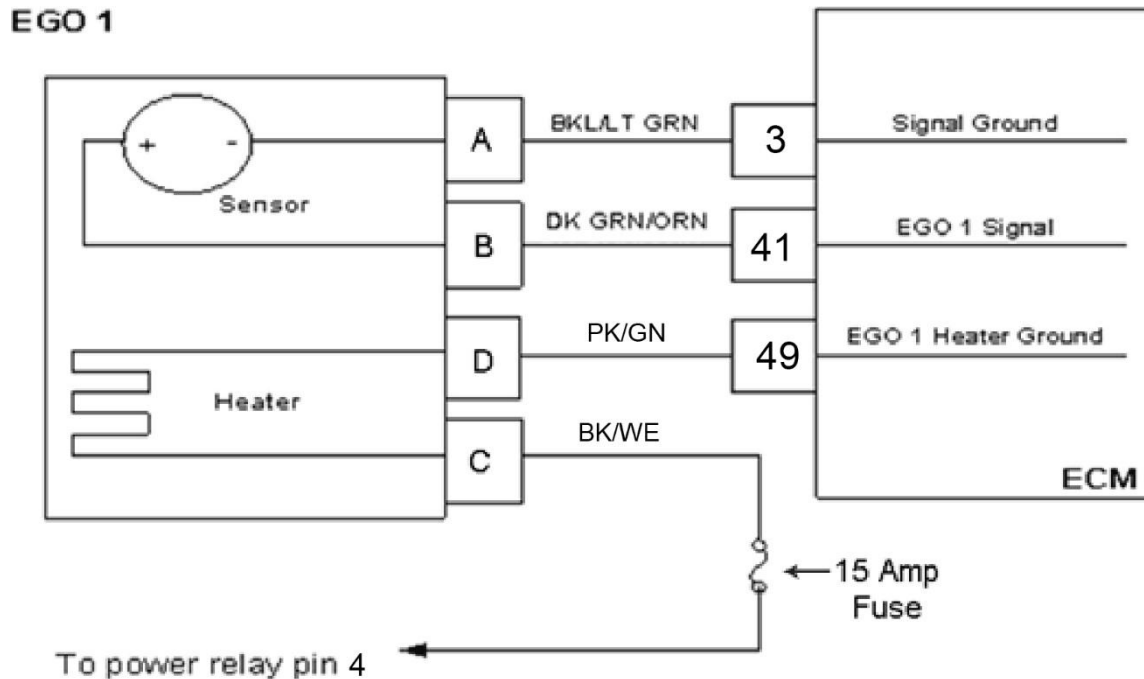 EGO 1
A
BKL/LT GRN
3
Signal Ground
Sensor
B
DK GRN/ORN
41
EGO 1 Signal
D
PK/GN
49
EGO 1 Heater Ground
Heater
C
BK/WE
ECM
15 Amp
Fuse
To power relay pin 4
+ -